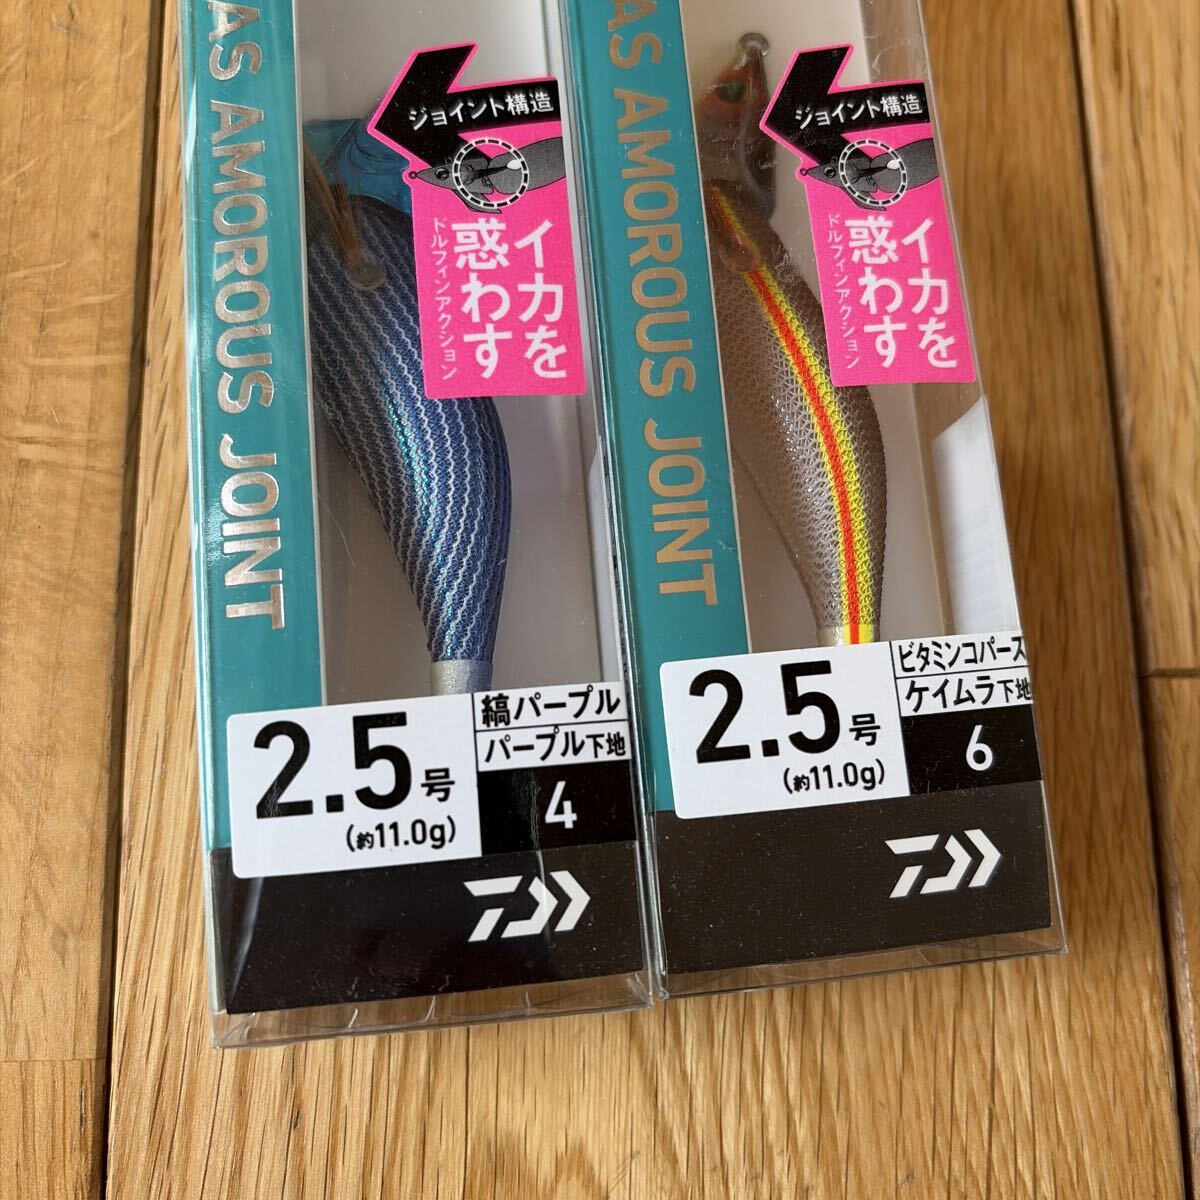 AS AMOROUS JOINT
ジョイント構造
イカを
惑わす
ドルフィンアクション
2.5号
(約11.0g)
縞パープル
パープル下地
4
AS AMOROUS JOINT
ジョイント構造
イカを
惑わす
ドルフィンアクション
2.5号
(約11.0g)
ビタミンコパーズ
ケイムラ下地
6